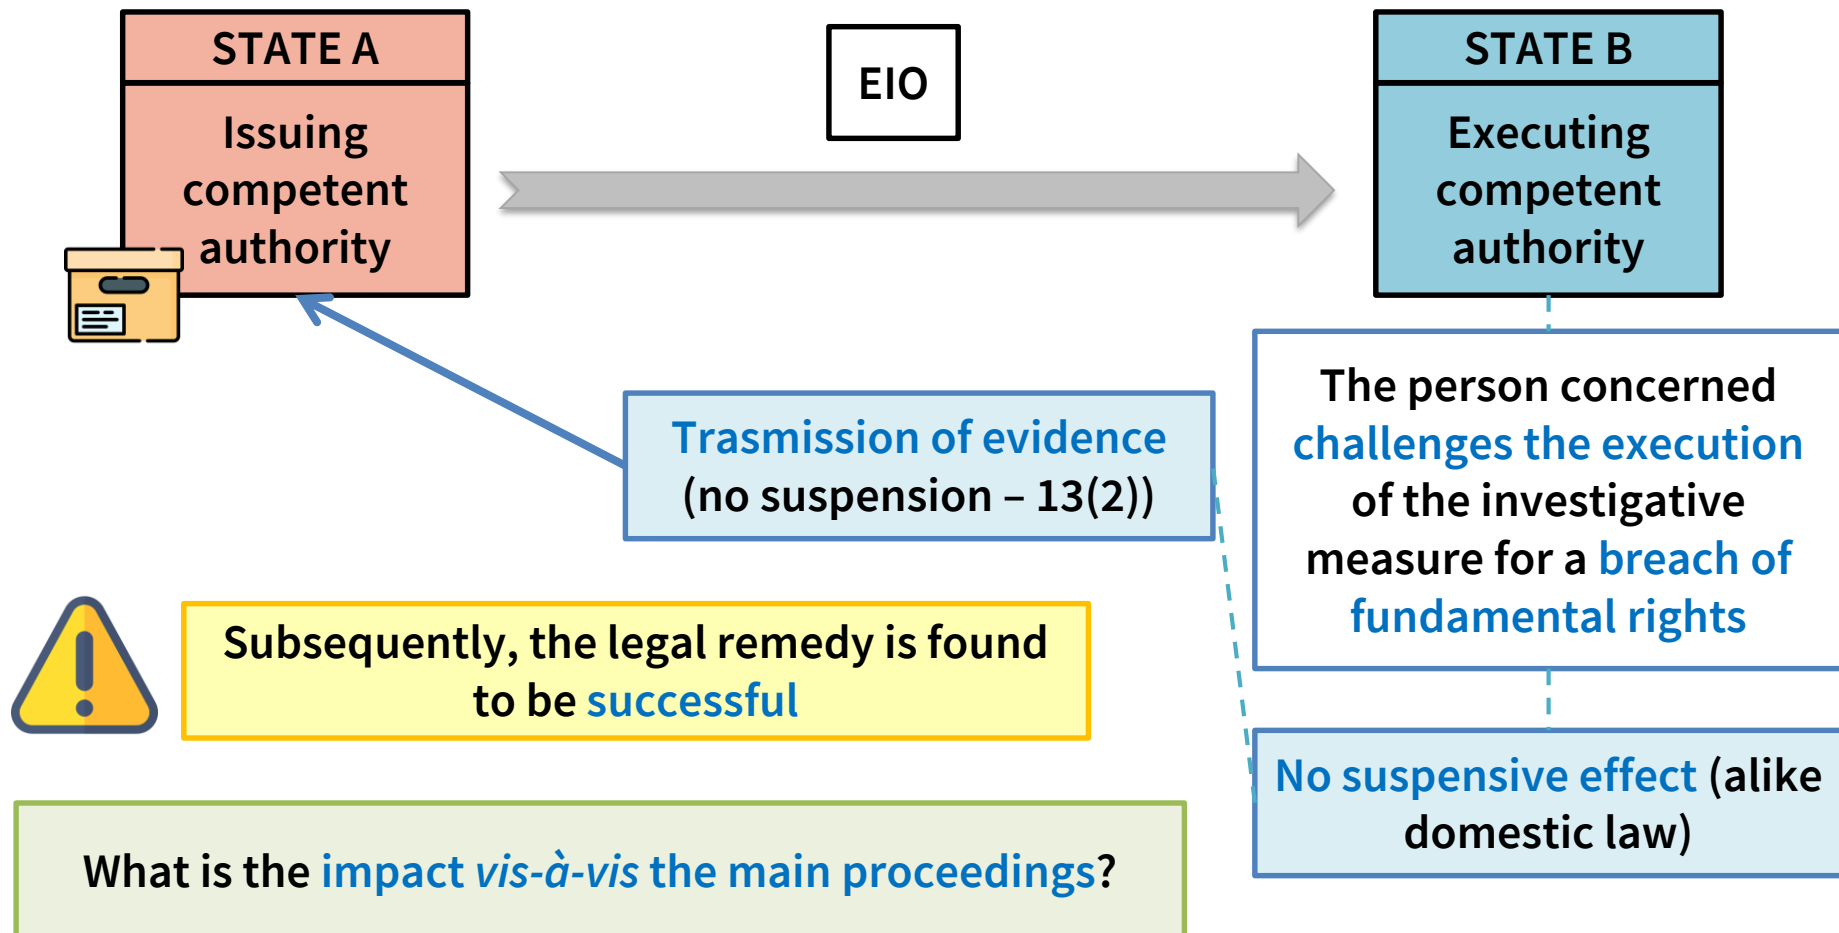 STATE A
Issuing
competent
authority
EIO
STATE B
Executing
competent
authority
The person concerned
challenges the execution
of the investigative
measure for a breach of
fundamental rights
Trasmission of evidence
(no suspension – 13(2))
No suspensive effect (alike
domestic law)
Subsequently, the legal remedy is found
to be successful
What is the impact vis-à-vis the main proceedings?